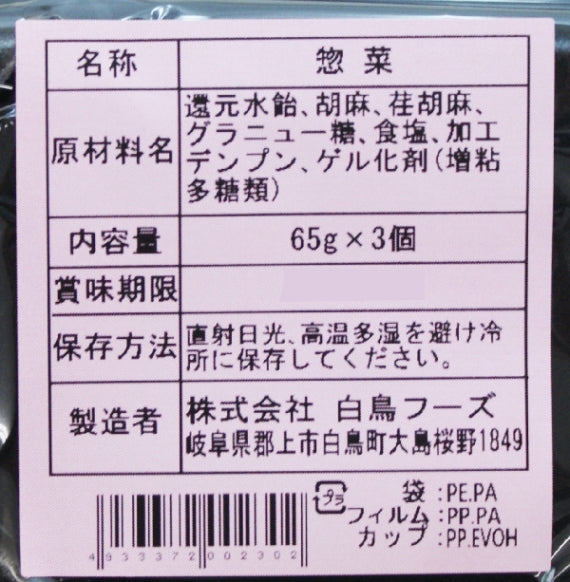 名称 惣菜
原材料名 還元水飴、胡麻、荏胡麻、
グラニュー糖、食塩、加工
デンプン、ゲル化剤(増粘
多糖類)
内容量 65g×3個
賞味期限
保存方法 直射日光、高温多湿を避け冷
所に保存してください。
製造者 株式会社 白鳥フーズ
岐阜県郡上市白鳥町大島桜野1849
プラ 袋:PE.PA
フィルム:PP.PA
カップ:PP.EVOH
4933372002302